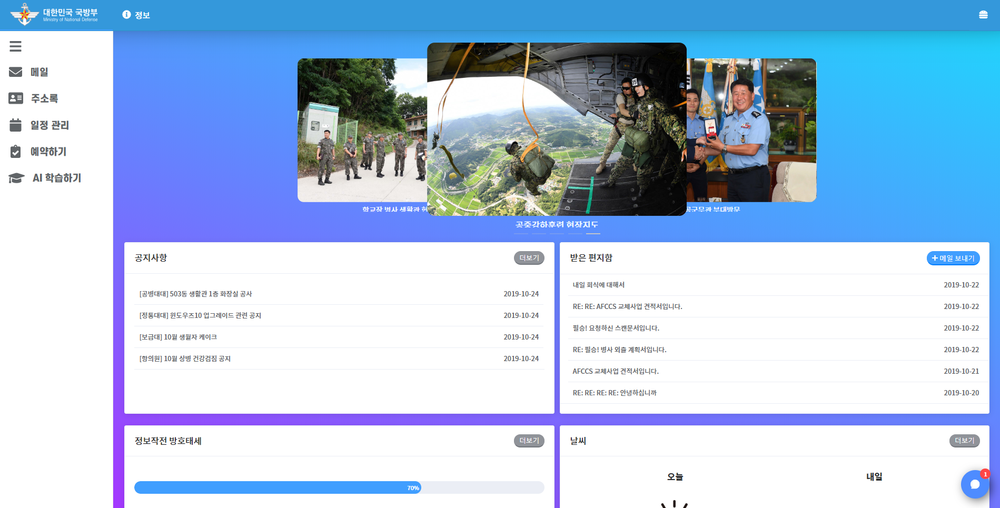 대한민국 국방부
Ministry of National Defense
정보
메일
주소록
일정 관리
예약하기
AI 학습하기
35
학교장 병사 생활관 현
공군무관 부대방문
공중강하훈련 현장지도
공지사항
더보기
[공병대대] 503동 생활관 1층 화장실 공사
2019-10-24
[정통대대] 윈도우즈10 업그레이드 관련 공지
2019-10-24
[보급대] 10월 생월자 케이크
2019-10-24
[항의원] 10월 상병 건강검짐 공지
2019-10-24
받은 편지함
메일 보내기
내일 회식에 대해서
2019-10-22
RE: RE: AFCCS 교체사업 견적서입니다.
2019-10-22
필승! 요청하신 스캔문서입니다.
2019-10-22
RE: 필승! 병사 외출 계획서입니다.
2019-10-22
AFCCS 교체사업 견적서입니다.
2019-10-21
RE: RE: RE: RE: 안녕하십니까
2019-10-20
정보작전 방호태세
더보기
70%
날씨
더보기
오늘
내일
1